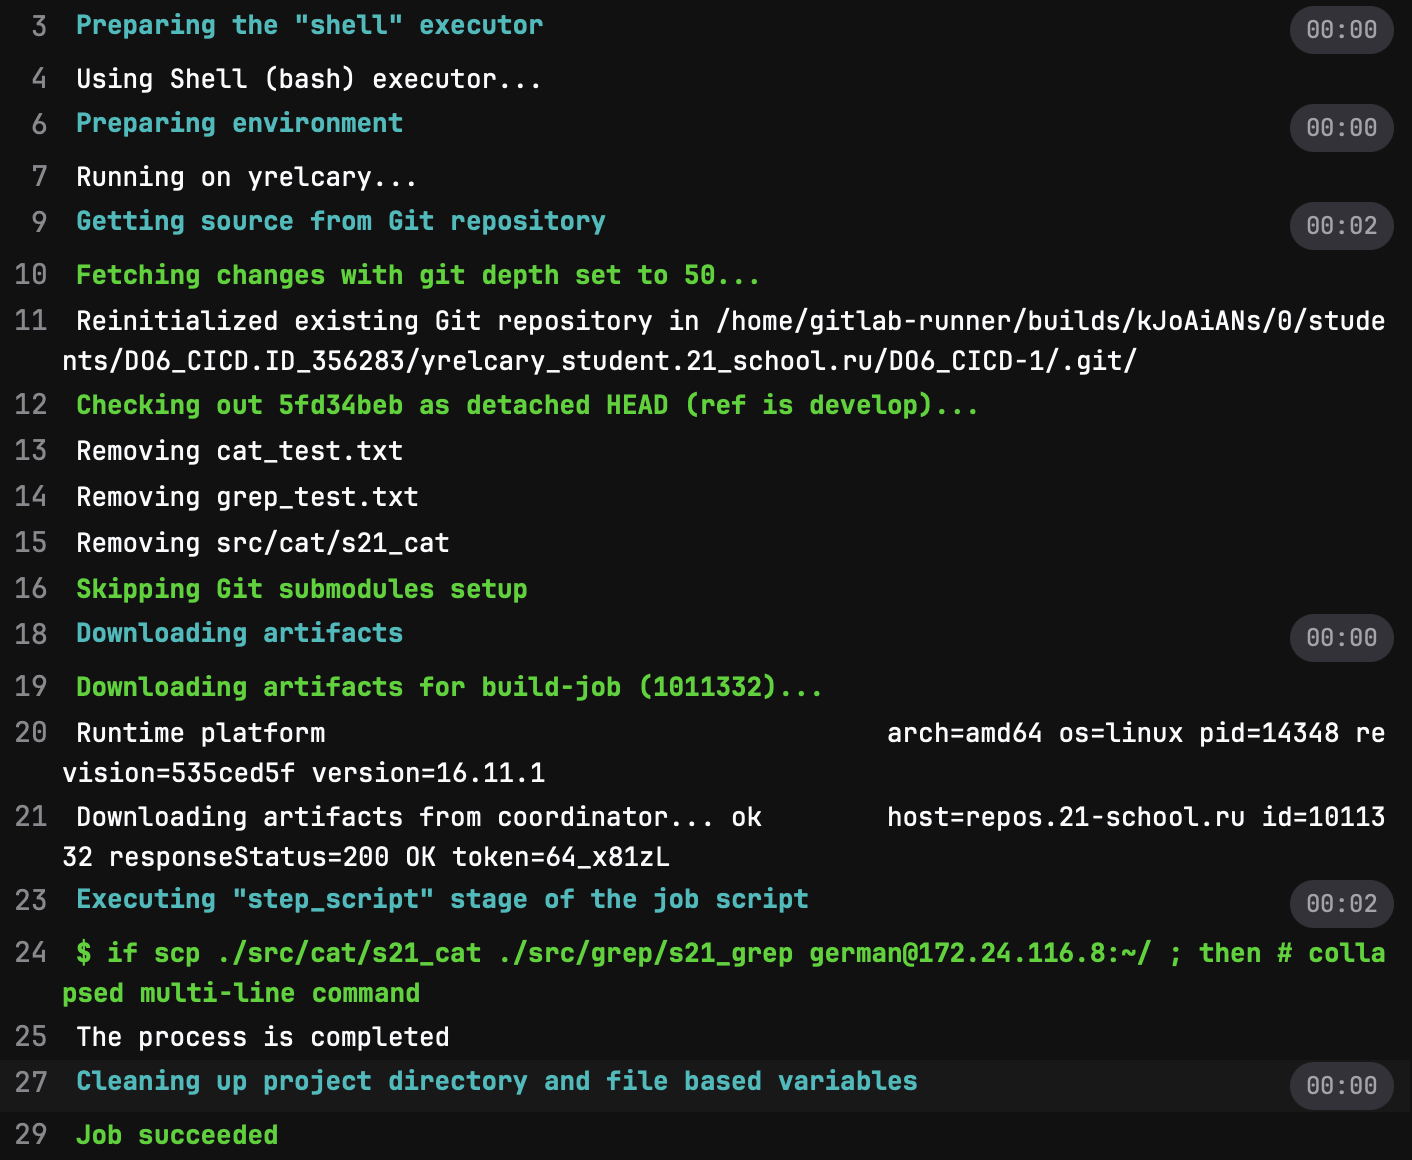 3 Preparing the "shell" executor 00:00
4 Using Shell (bash) executor...
6 Preparing environment 00:00
7 Running on yrelcary...
9 Getting source from Git repository 00:02
10 Fetching changes with git depth set to 50...
11 Reinitialized existing Git repository in /home/gitlab-runner/builds/kJoAiANs/0/stude
nts/DO6_CICD.ID_356283/yrelcary_student.21_school.ru/DO6_CICD-1/.git/
12 Checking out 5fd34beb as detached HEAD (ref is develop)...
13 Removing cat_test.txt
14 Removing grep_test.txt
15 Removing src/cat/s21_cat
16 Skipping Git submodules setup
18 Downloading artifacts 00:00
19 Downloading artifacts for build-job (1011332)...
20 Runtime platform arch=amd64 os=linux pid=14348 re
vision=535ced5f version=16.11.1
21 Downloading artifacts from coordinator... ok host=repos.21-school.ru id=10113
32 responseStatus=200 OK token=64_x81zL
23 Executing "step_script" stage of the job script 00:02
24 $ if scp ./src/cat/s21_cat ./src/grep/s21_grep german@172.24.116.8:~/ ; then # colla
psed multi-line command
25 The process is completed
27 Cleaning up project directory and file based variables 00:00
29 Job succeeded